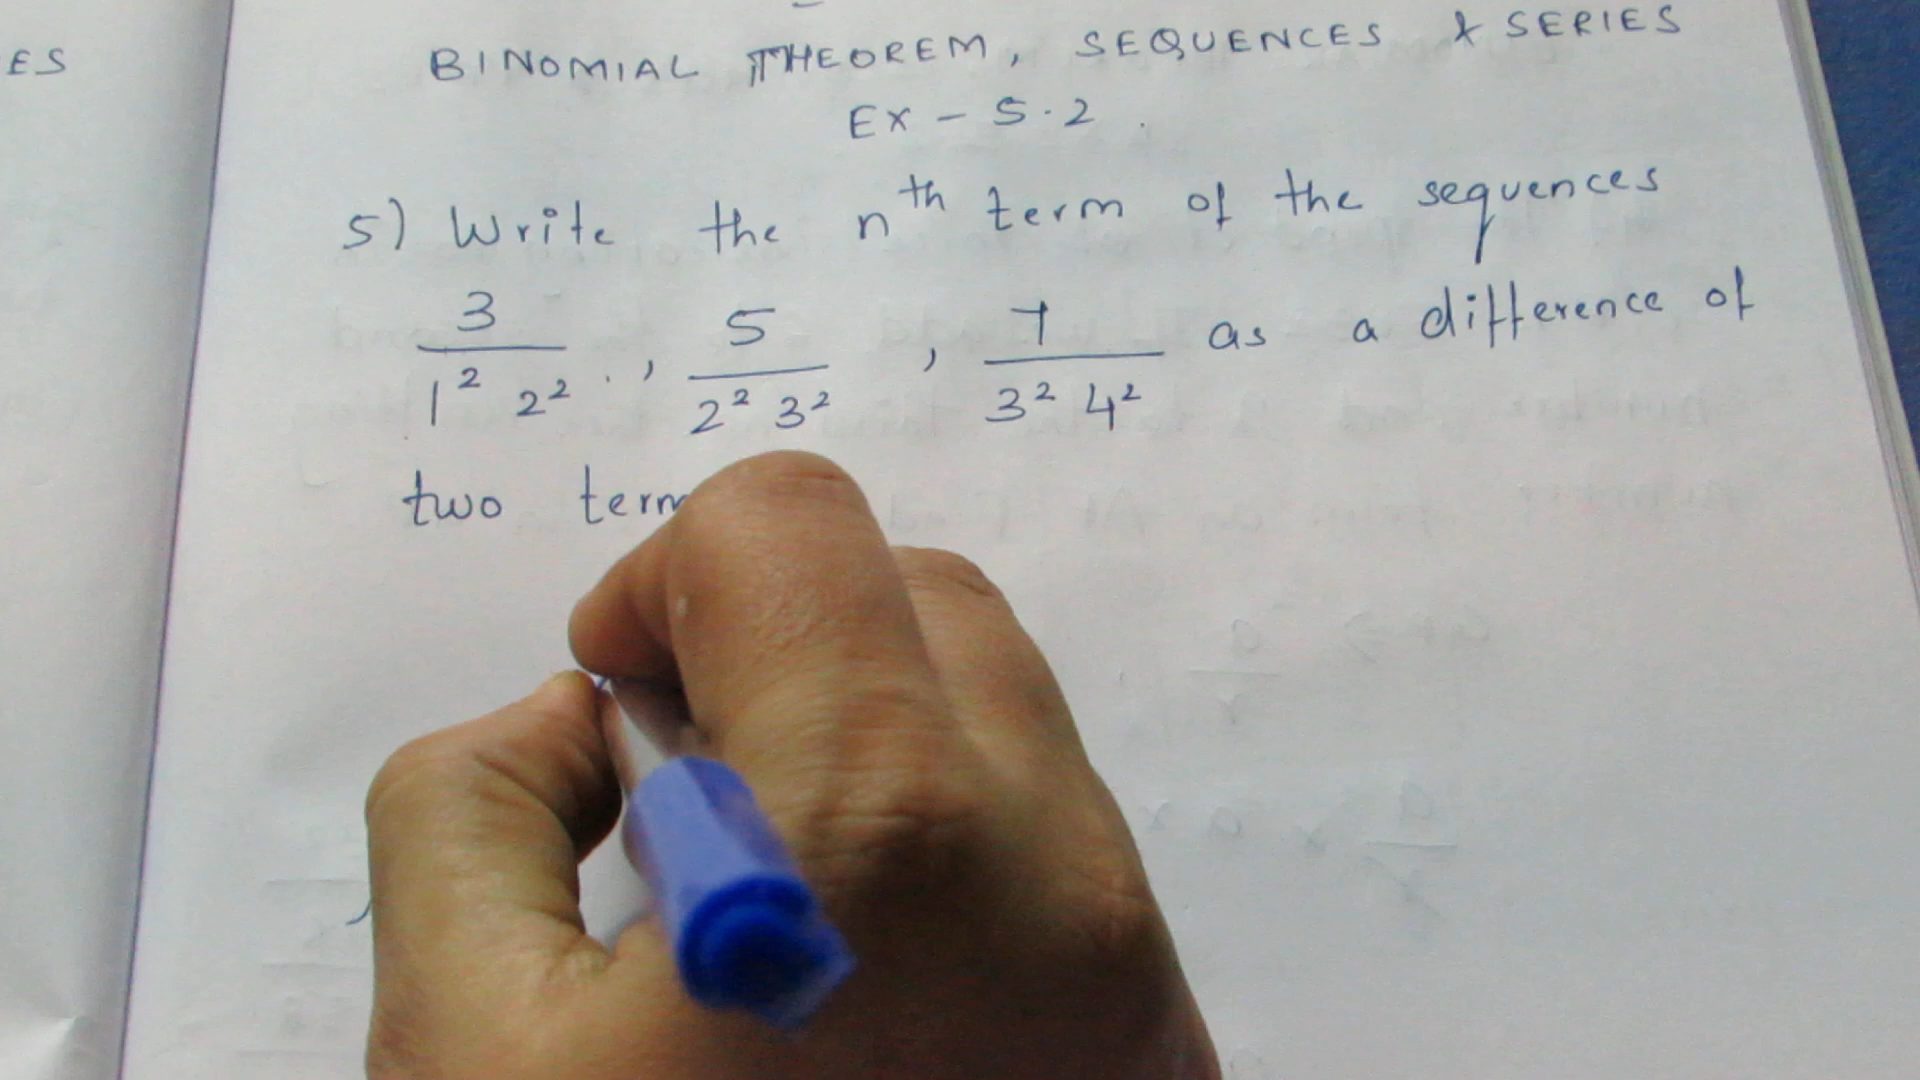 ES
BINOMIAL THEOREM, SEQUENCES & SERIES
EX - 5.2.
5) Write the nth term of the sequences
3/1² 2², 5/2² 3², 7/3² 4² as a difference of
two term